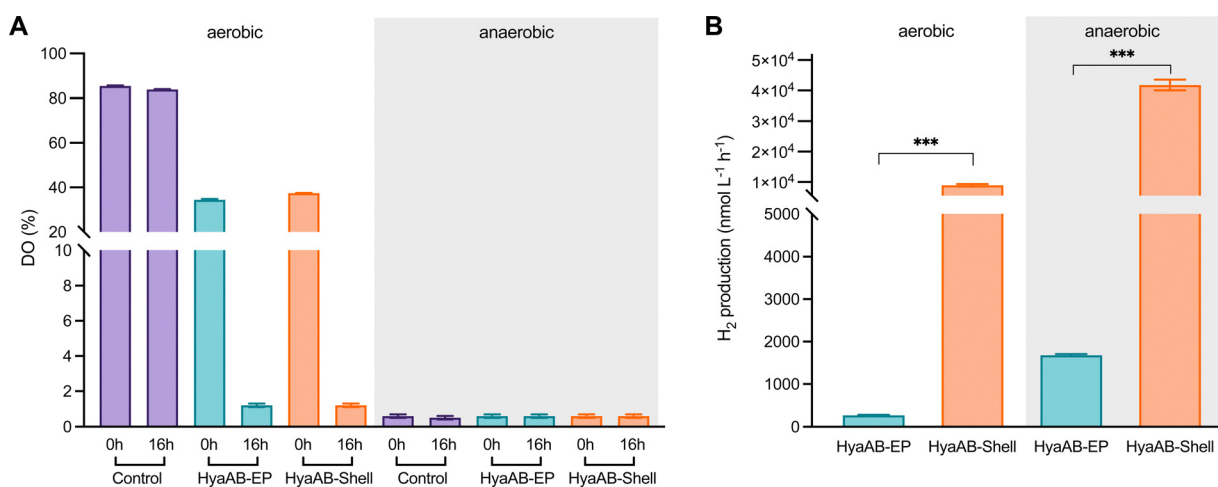 A
aerobic
anaerobic
DO (%)
100
80
60
40
20
10
8
6
4
2
0
0h 16h 0h 16h 0h 16h 0h 16h 0h 16h 0h 16h
Control HyaAB-EP HyaAB-Shell Control HyaAB-EP HyaAB-Shell
B
aerobic
anaerobic
H₂ production (nmol L⁻¹ h⁻¹)
5×10⁴
4×10⁴
3×10⁴
2×10⁴
1×10⁴
5000
4000
3000
2000
1000
0
***
***
HyaAB-EP HyaAB-Shell HyaAB-EP HyaAB-Shell